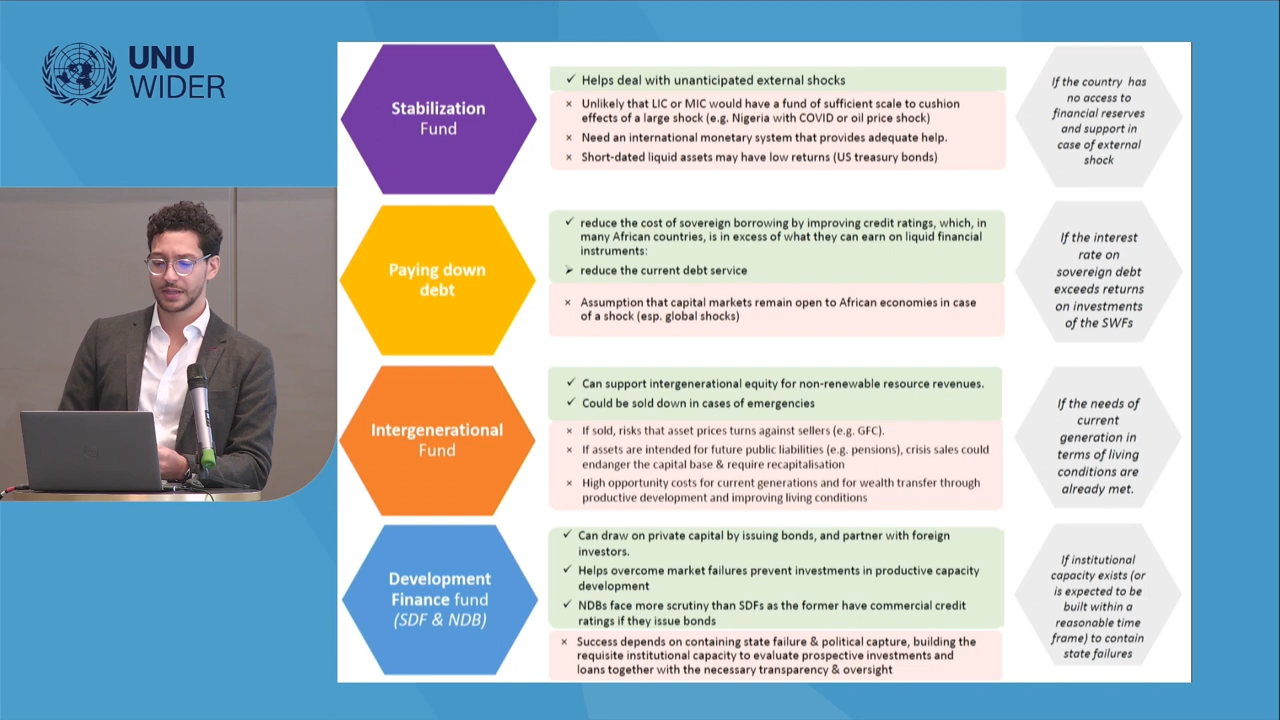 UNU
WIDER
Stabilization
Fund
Helps deal with unanticipated external shocks
Unlikely that LIC or MIC would have a fund of sufficient scale to cushion
effects of a large shock (e.g. Nigeria with COVID or oil price shock)
Need an international monetary system that provides adequate help.
Short-dated liquid assets may have low returns (US treasury bonds)
If the country has
no access to
financial reserves
and support in
case of external
shock
Paying down
debt
reduce the cost of sovereign borrowing by improving credit ratings, which, in
many African countries, is in excess of what they can earn on liquid financial
instruments:
reduce the current debt service
Assumption that capital markets remain open to African economies in case
of a shock (esp. global shocks)
If the interest
rate on
sovereign debt
exceeds returns
on investments
of the SWFs
Intergenerational
Fund
Can support intergenerational equity for non-renewable resource revenues.
Could be sold down in cases of emergencies
If sold, risks that asset prices turns against sellers (e.g. GFC).
If assets are intended for future public liabilities (e.g. pensions), crisis sales could
endanger the capital base & require recapitalisation
High opportunity costs for current generations and for wealth transfer through
productive development and improving living conditions
If the needs of
current
generation in
terms of living
conditions are
already met.
Development
Finance fund
(SDF & NDB)
Can draw on private capital by issuing bonds, and partner with foreign
investors.
Helps overcome market failures prevent investments in productive capacity
development
NDBs face more scrutiny than SDFs as the former have commercial credit
ratings if they issue bonds
Success depends on containing state failure & political capture, building the
requisite institutional capacity to evaluate prospective investments and
loans together with the necessary transparency & oversight
If institutional
capacity exists (or
is expected to be
built within a
reasonable time
frame) to contain
state failures